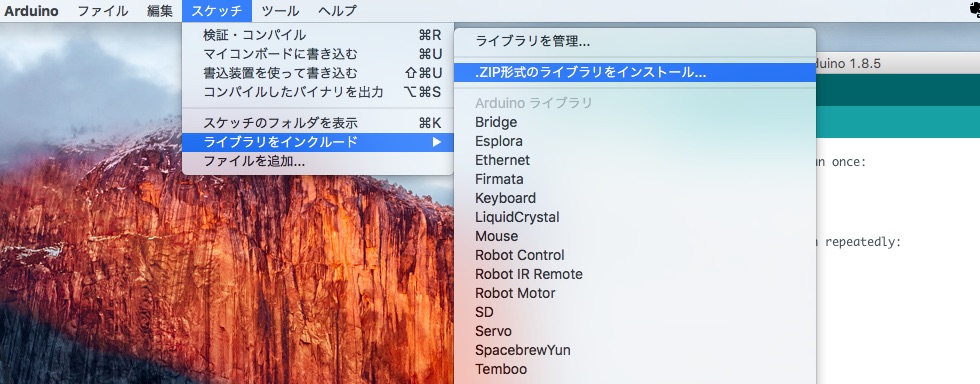 Arduino ファイル 編集 スケッチ ツール ヘルプ
検証・コンパイル ⌘R
マイコンボードに書き込む ⌘U
書込装置を使って書き込む ⇧⌘U
コンパイルしたバイナリを出力 ⌥⌘S
スケッチのフォルダを表示 ⌘K
ライブラリをインクルード ▶
ファイルを追加...
ライブラリを管理...
.ZIP形式のライブラリをインストール...
Arduino ライブラリ
Bridge
Esplora
Ethernet
Firmata
Keyboard
LiquidCrystal
Mouse
Robot Control
Robot IR Remote
Robot Motor
SD
Servo
SpacebrewYun
Temboo
duino 1.8.5
un once:
n repeatedly: